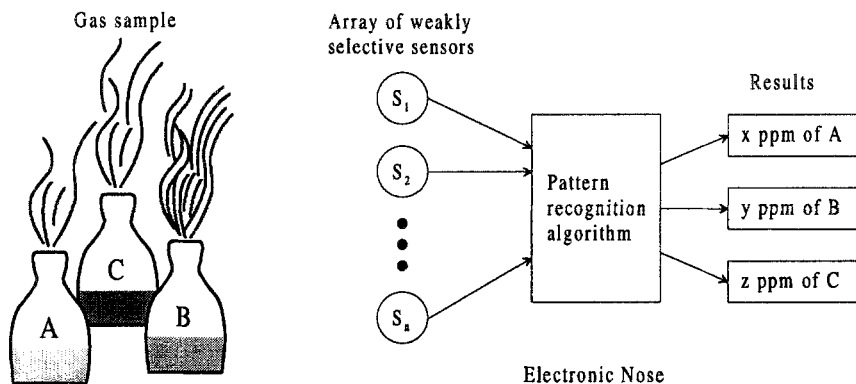 Gas sample
C
A
B
Array of weakly
selective sensors
S1
S2
Sn
Pattern
recognition
algorithm
Results
x ppm of A
y ppm of B
z ppm of C
Electronic Nose